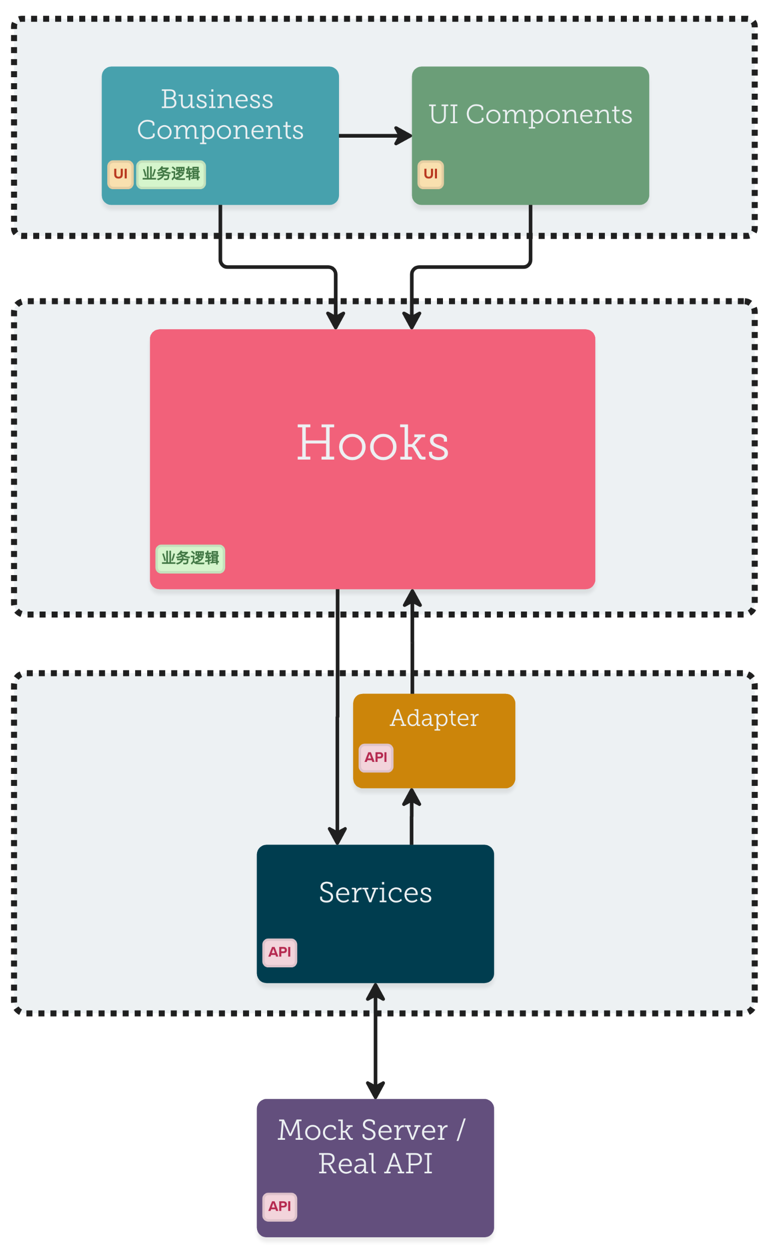 Business
Components
UI 业务逻辑
UI Components
UI
Hooks
业务逻辑
Adapter
API
Services
API
Mock Server /
Real API
API